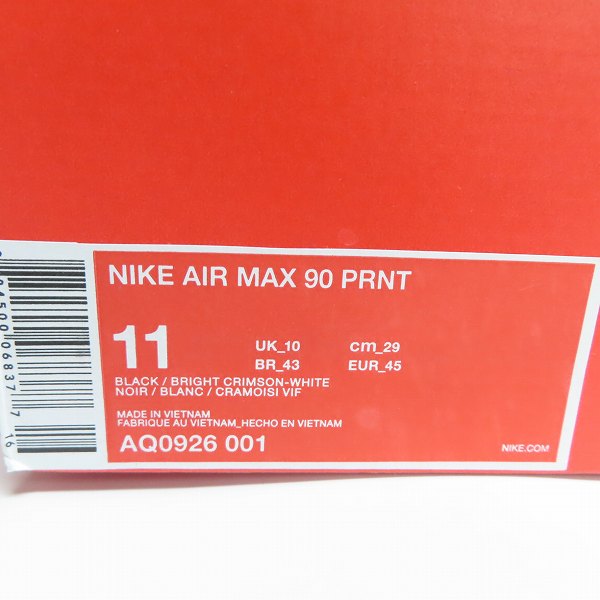 NIKE AIR MAX 90 PRNT
11
UK_10 cm_29
BR_43 EUR_45
BLACK / BRIGHT CRIMSON-WHITE
NOIR / BLANC / CRAMOISI VIF
MADE IN VIETNAM
FABRIQUE AU VIETNAM_HECHO EN VIETNAM
AQ0926 001
NIKE.COM
16